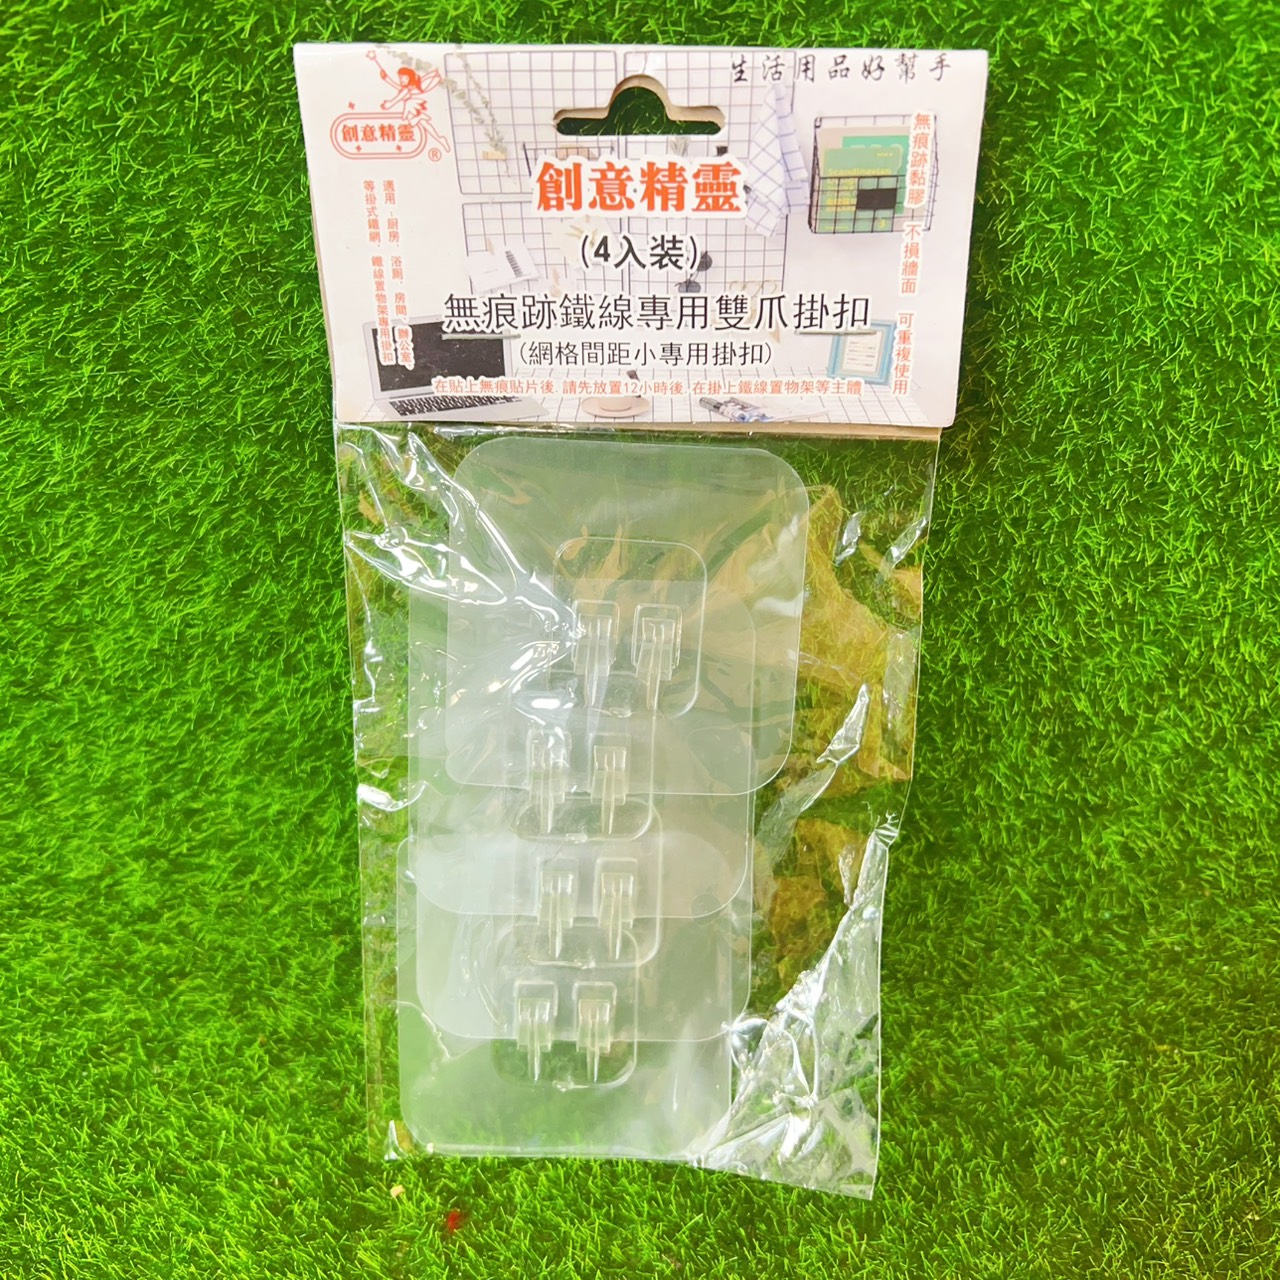 生活用品好幫手
創意精靈
®
創意精靈
(4入装)
無痕跡鐵線專用雙爪掛扣
(網格間距小專用掛扣)
在貼上無痕貼片後.請先放置12小時後.在掛上鐵線置物架等主體
適用:廚房、浴厠、房間、辦公室、
等掛式鐵網、鐵線置物架專用掛扣
無痕跡黏膠 不損牆面 可重複使用